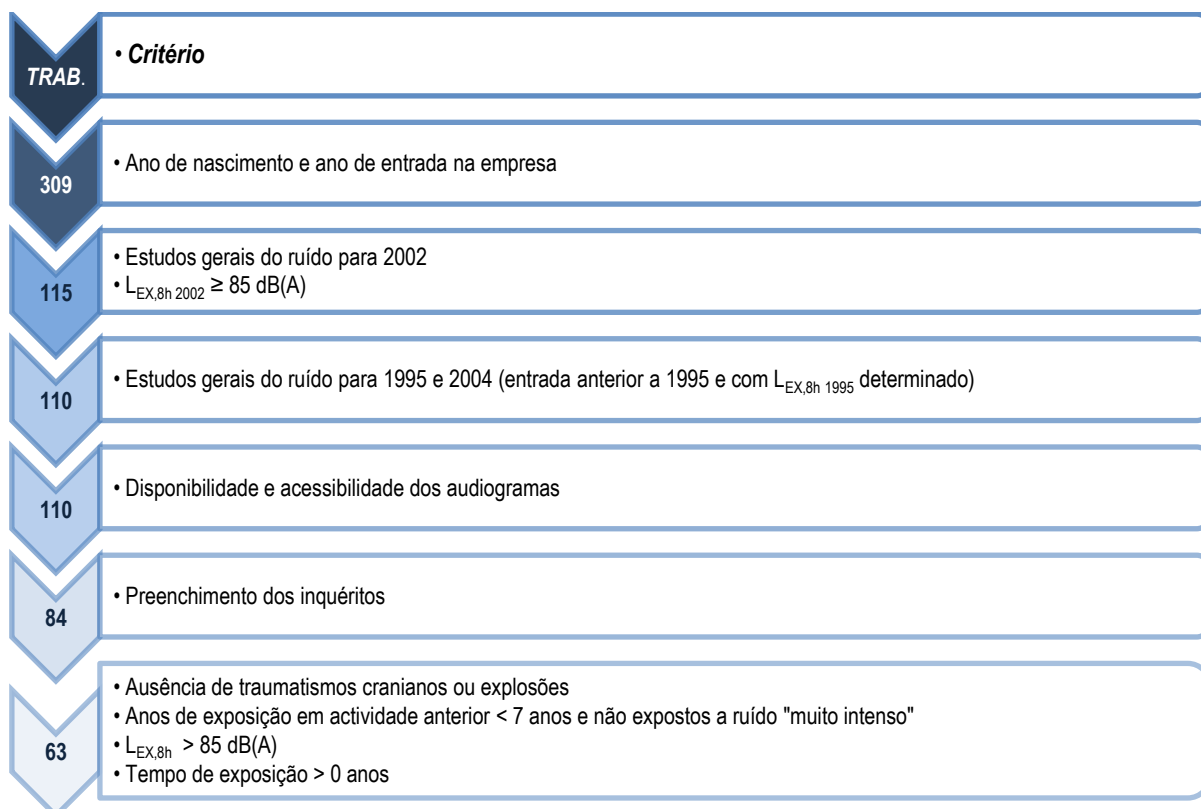 TRAB.
• Critério
309
• Ano de nascimento e ano de entrada na empresa
115
• Estudos gerais do ruído para 2002
• LEX,8h 2002 ≥ 85 dB(A)
110
• Estudos gerais do ruído para 1995 e 2004 (entrada anterior a 1995 e com LEX,8h 1995 determinado)
110
• Disponibilidade e acessibilidade dos audiogramas
84
• Preenchimento dos inquéritos
63
• Ausência de traumatismos cranianos ou explosões
• Anos de exposição em actividade anterior < 7 anos e não expostos a ruído "muito intenso"
• LEX,8h > 85 dB(A)
• Tempo de exposição > 0 anos